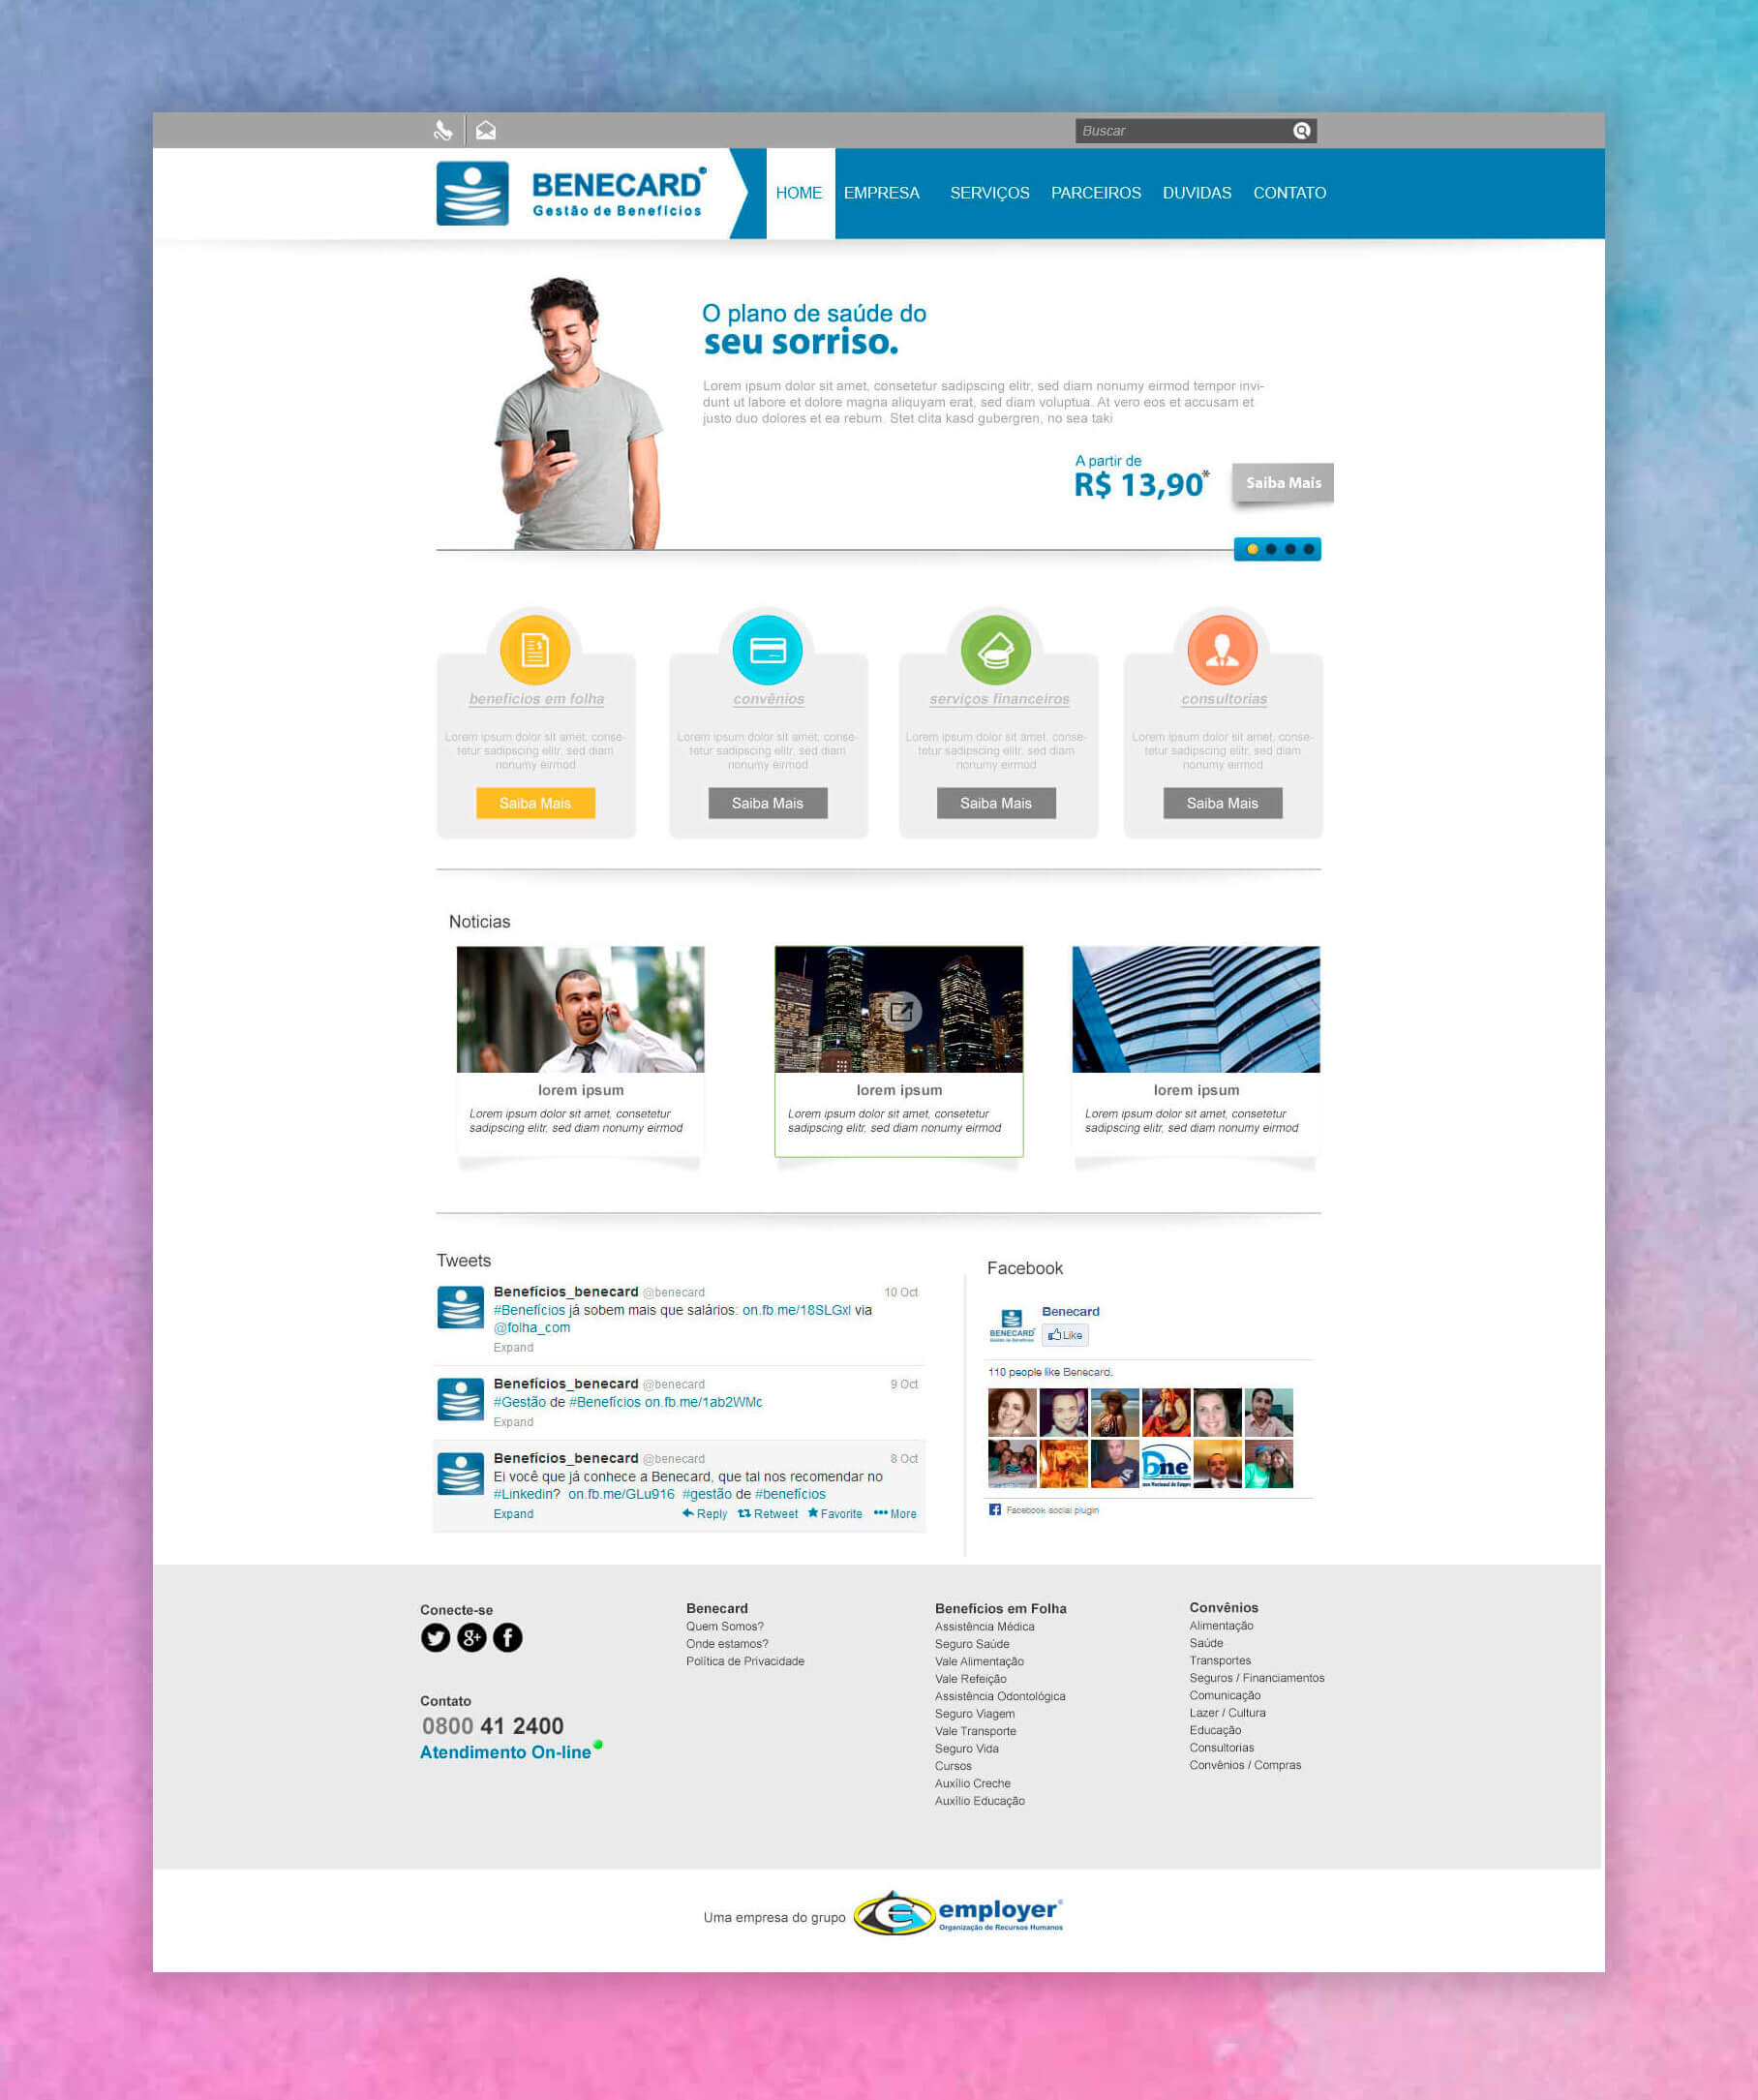 Buscar
BENECARD
Gestão de Benefícios
HOME EMPRESA SERVIÇOS PARCEIROS DUVIDAS CONTATO
O plano de saúde do
seu sorriso.
Lorem ipsum dolor sit amet, consetetur sadipscing elitr, sed diam nonumy eirmod tempor invi-
dunt ut labore et dolore magna aliquyam erat, sed diam voluptua. At vero eos et accusam et
justo duo dolores et ea rebum. Stet clita kasd gubergren, no sea taki
A partir de
R$ 13,90*
Saiba Mais
benefícios em folha
Lorem ipsum dolor sit amet, conse-
tetur sadipscing elitr, sed diam
nonumy eirmod
Saiba Mais
convênios
Lorem ipsum dolor sit amet, conse-
tetur sadipscing elitr, sed diam
nonumy eirmod
Saiba Mais
serviços financeiros
Lorem ipsum dolor sit amet, conse-
tetur sadipscing elitr, sed diam
nonumy eirmod
Saiba Mais
consultorias
Lorem ipsum dolor sit amet, conse-
tetur sadipscing elitr, sed diam
nonumy eirmod
Saiba Mais
Noticias
lorem ipsum
Lorem ipsum dolor sit amet, consetetur
sadipscing elitr, sed diam nonumy eirmod
lorem ipsum
Lorem ipsum dolor sit amet, consetetur
sadipscing elitr, sed diam nonumy eirmod
lorem ipsum
Lorem ipsum dolor sit amet, consetetur
sadipscing elitr, sed diam nonumy eirmod
Tweets
Benefícios_benecard @benecard 10 Oct
#Benefícios já sobem mais que salários: on.fb.me/18SLGxl via
@folha_com
Expand
Benefícios_benecard @benecard 9 Oct
#Gestão de #Benefícios on.fb.me/1ab2WMc
Expand
Benefícios_benecard @benecard 8 Oct
Ei você que já conhece a Benecard, que tal nos recomendar no
#Linkedin? on.fb.me/GLu916 #gestão de #benefícios
Expand Reply Retweet Favorite More
Facebook
BENECARD
Benecard
Like
110 people like Benecard.
bne
Facebook social plugin
Conecte-se
Contato
0800 41 2400
Atendimento On-line
Benecard
Quem Somos?
Onde estamos?
Política de Privacidade
Benefícios em Folha
Assistência Médica
Seguro Saúde
Vale Alimentação
Vale Refeição
Assistência Odontológica
Seguro Viagem
Vale Transporte
Seguro Vida
Cursos
Auxílio Creche
Auxílio Educação
Convênios
Alimentação
Saúde
Transportes
Seguros / Financiamentos
Comunicação
Lazer / Cultura
Educação
Consultorias
Convênios / Compras
Uma empresa do grupo
employer®
Organização de Recursos Humanos